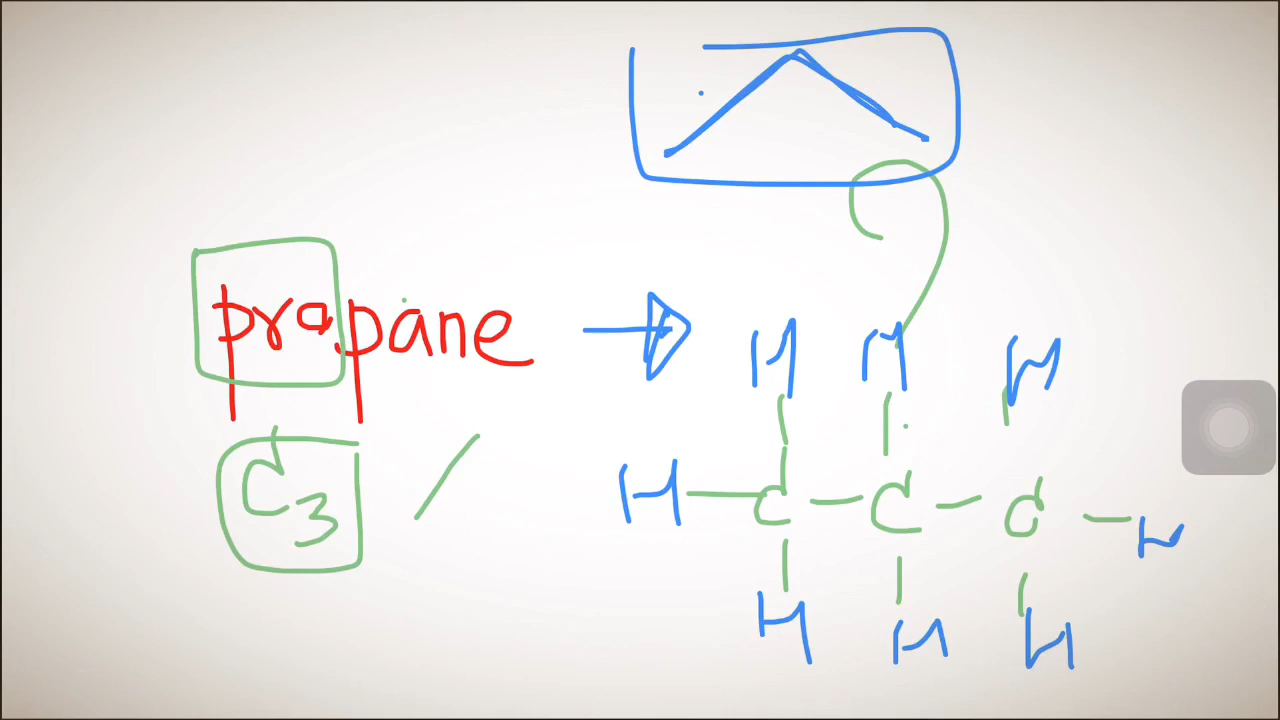 propane
H H H
H - C - C - C - H
H H H
C3